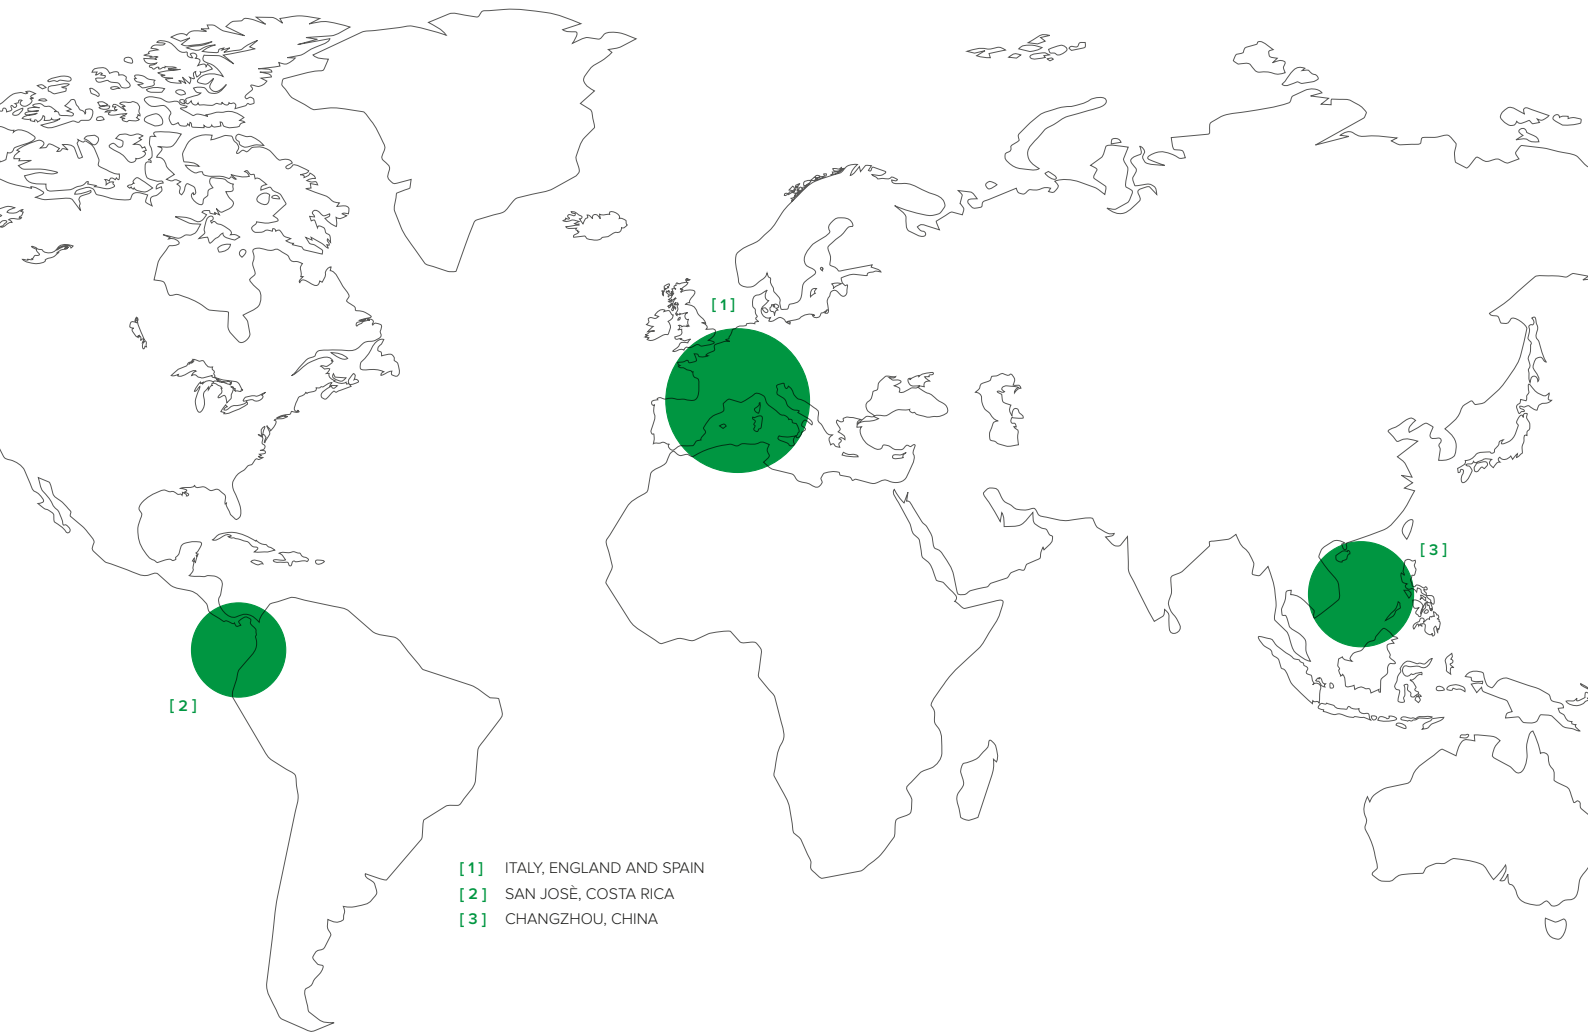 [ 1 ]
[ 3 ]
[ 2 ]
[ 1 ] ITALY, ENGLAND AND SPAIN
[ 2 ] SAN JOSÈ, COSTA RICA
[ 3 ] CHANGZHOU, CHINA